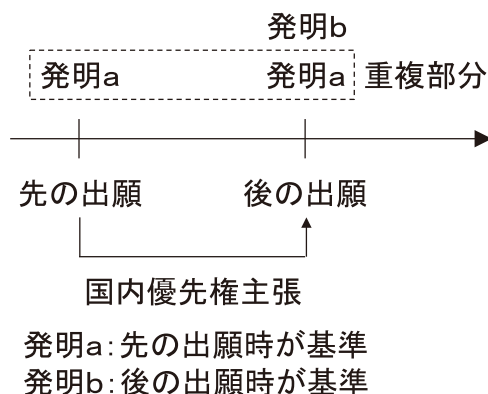 発明b
発明a 発明a 重複部分
先の出願 後の出願
国内優先権主張
発明a:先の出願時が基準
発明b:後の出願時が基準